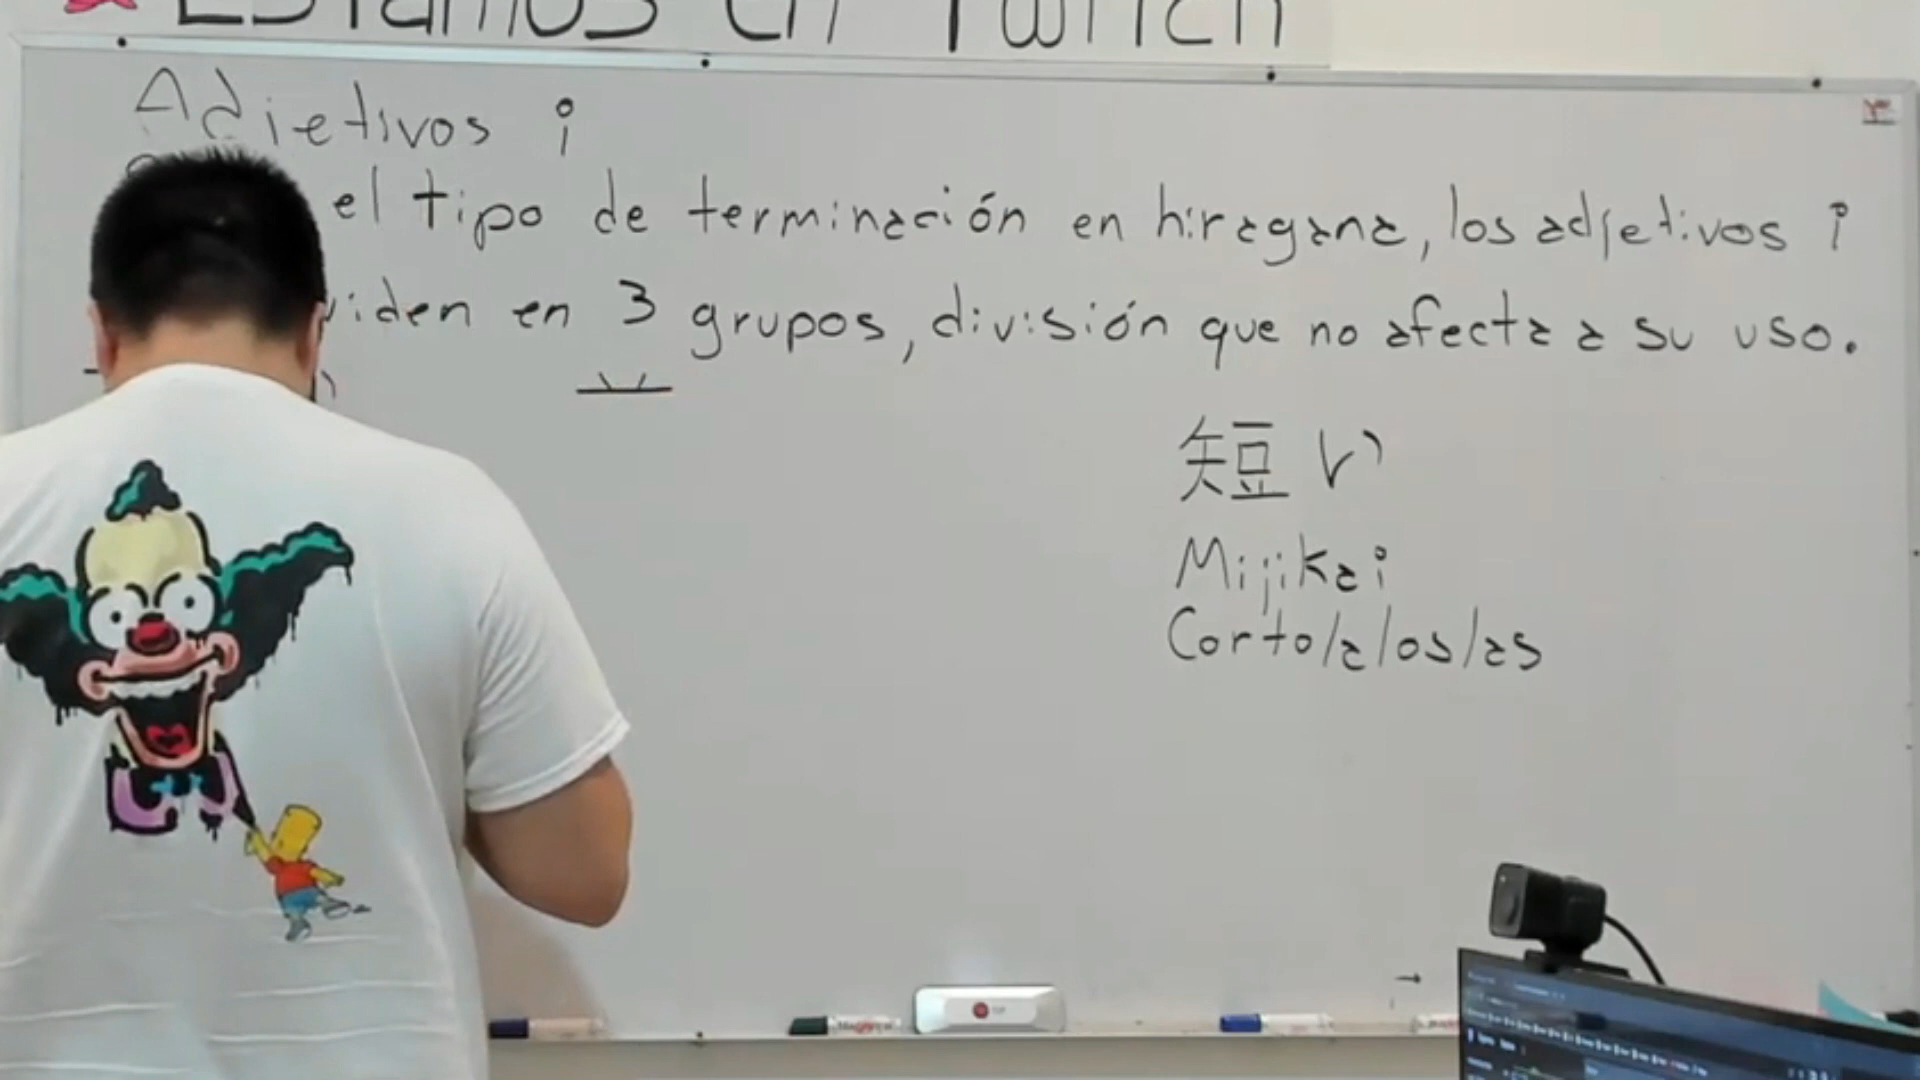 Estamos en Twitch
Adjetivos i
el tipo de terminación en hiragana, los adjetivos i
viden en 3 grupos, división que no afecta a su uso.
短い
Mijikai
Corto/a/os/as